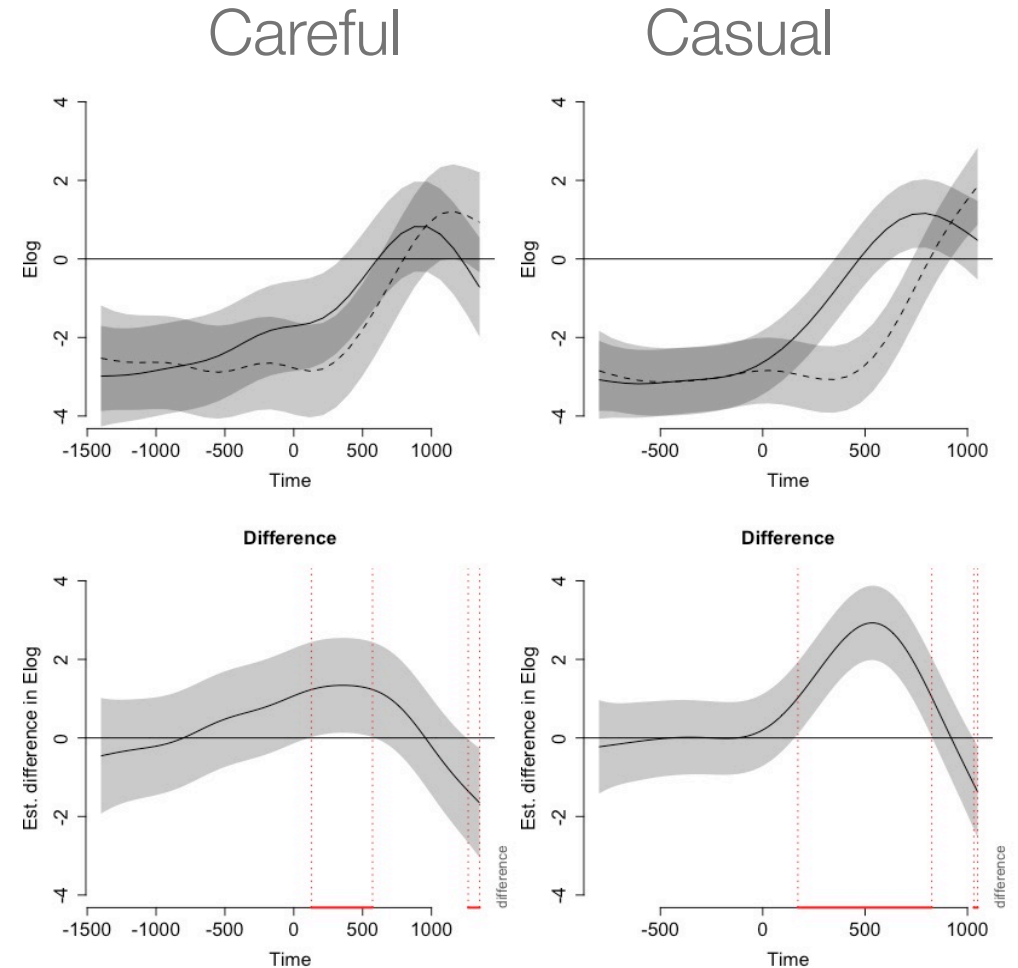 Careful
Casual
4
2
0
-2
-4
Elog
-1500 -1000 -500 0 500 1000
Time
4
2
0
-2
-4
Elog
-500 0 500 1000
Time
Difference
4
2
0
-2
-4
Est. difference in Elog
-1500 -1000 -500 0 500 1000
Time
difference
Difference
4
2
0
-2
-4
Est. difference in Elog
-500 0 500 1000
Time
difference